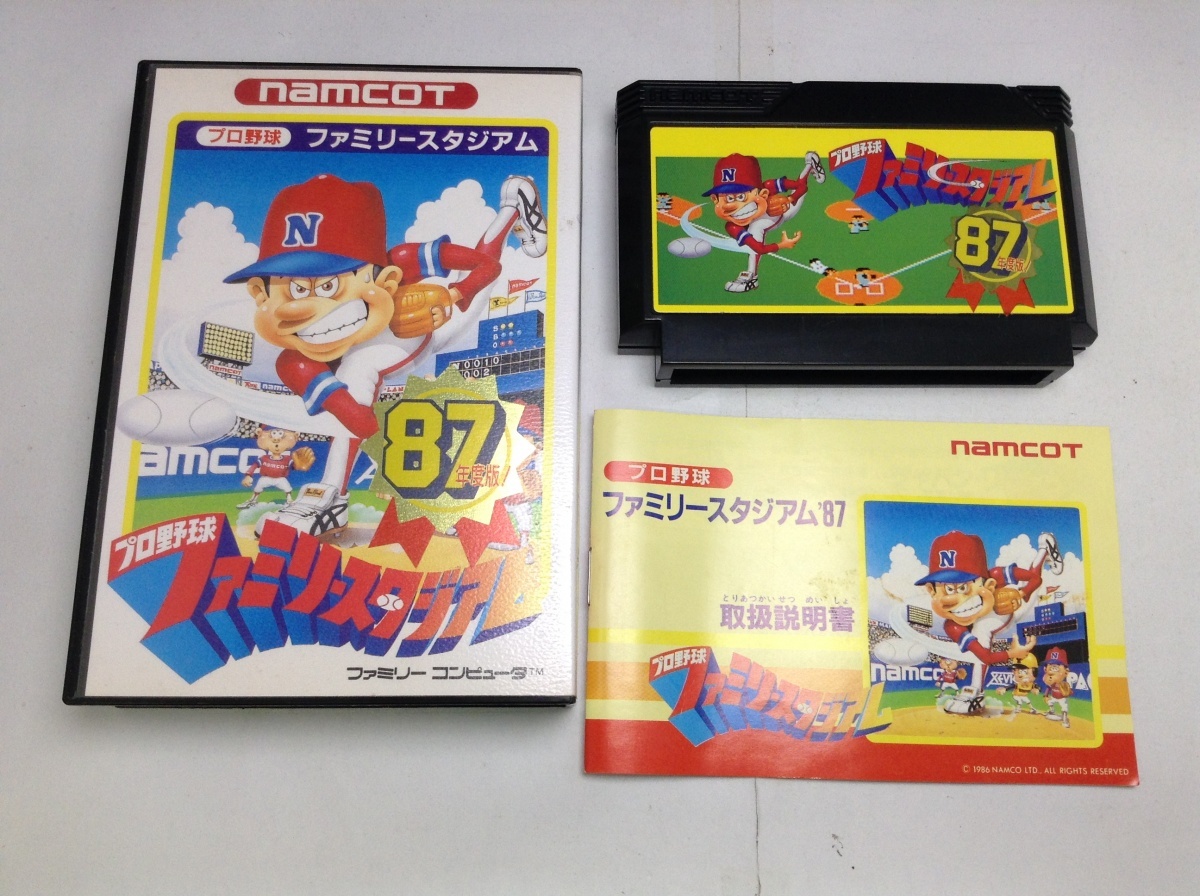 namcoT
プロ野球 ファミリースタジアム
N
namcot
N0010
002
amco
87
年度版!
プロ野球
ファミリースタジアム
ファミリー コンピュータ™
プロ野球
ファミリースタジアム
N
87
年度版!
namcoT
プロ野球
ファミリースタジアム'87
とりあつかいせつ めい しょ
取扱説明書
N
namco
X-V
PAC
プロ野球
ファミリースタジアム
© 1986 NAMCO LTD., ALL RIGHTS RESERVED